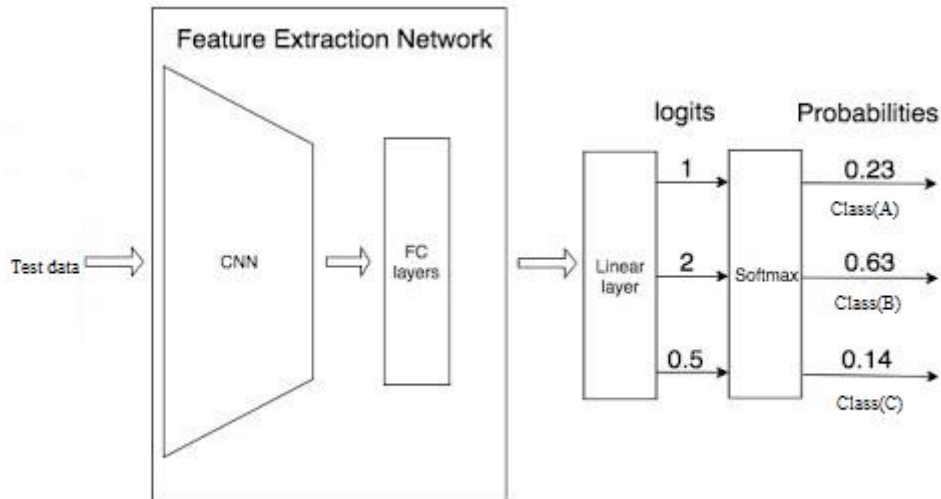 Feature Extraction Network
logits
Probabilities
Test data
CNN
FC
layers
Linear
layer
1
2
0.5
Softmax
0.23
Class(A)
0.63
Class(B)
0.14
Class(C)